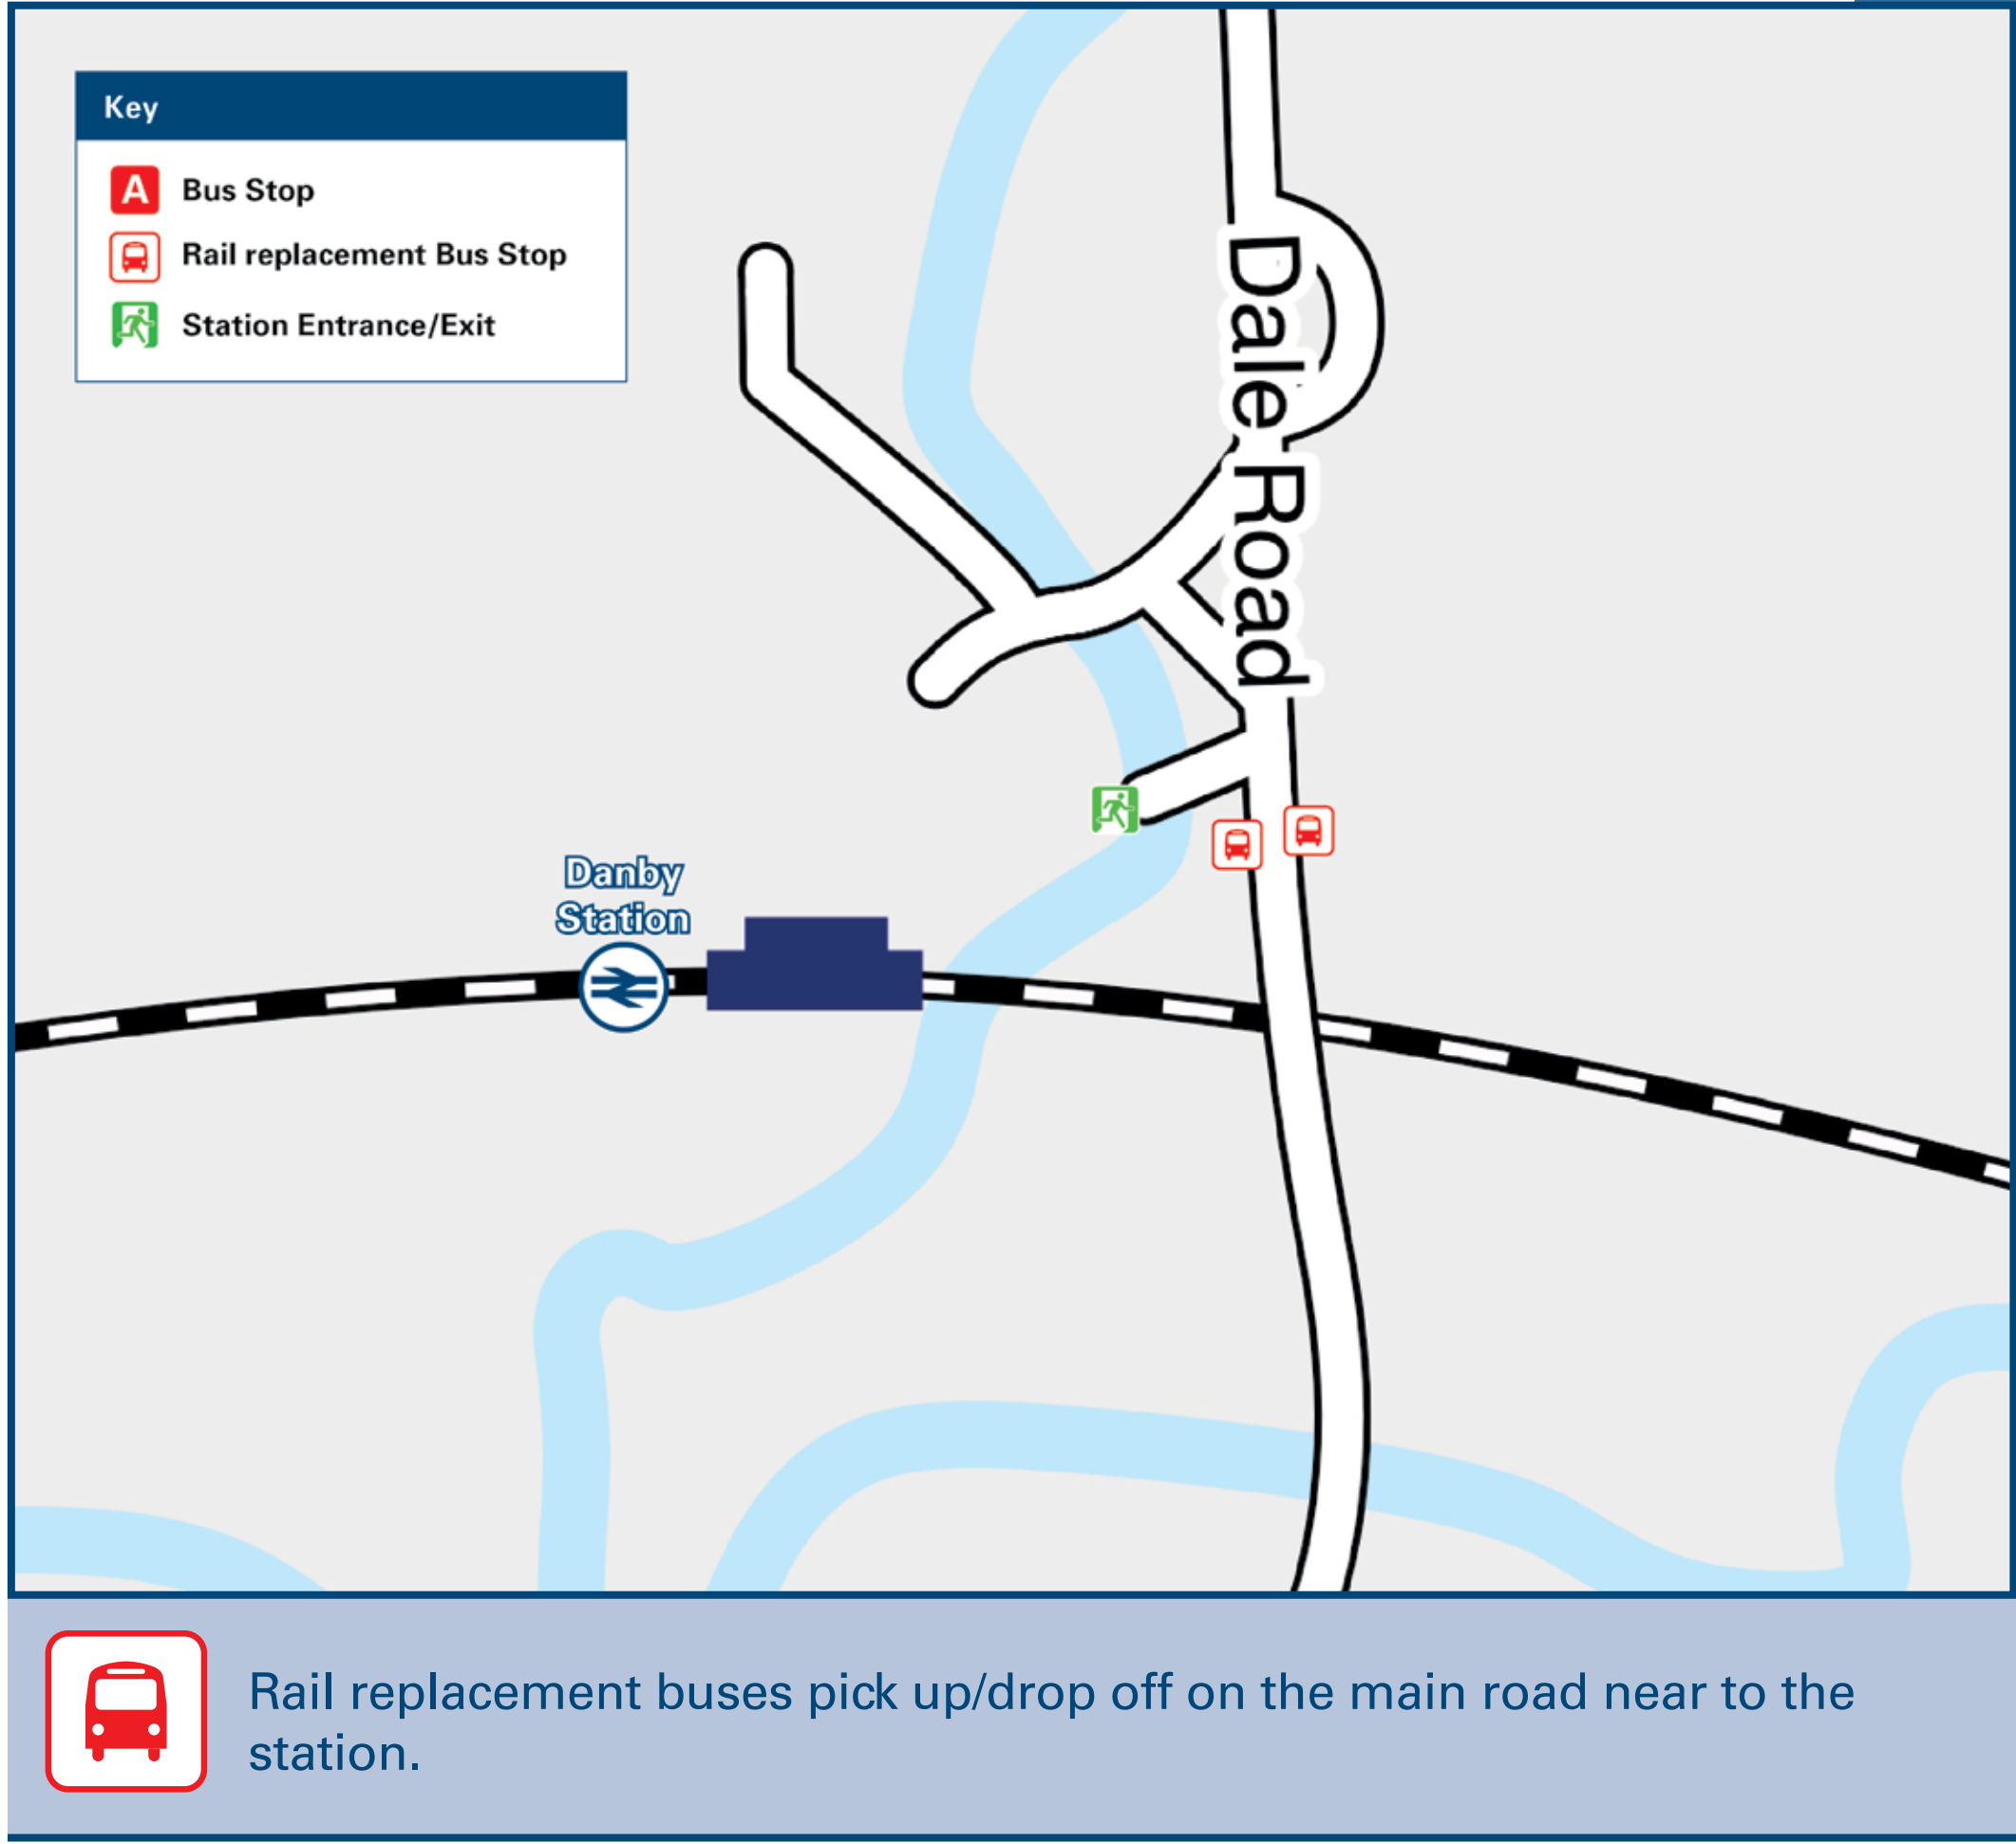 Key
A Bus Stop
Rail replacement Bus Stop
Station Entrance/Exit
Dale Road
Danby
Station
Rail replacement buses pick up/drop off on the main road near to the
station.